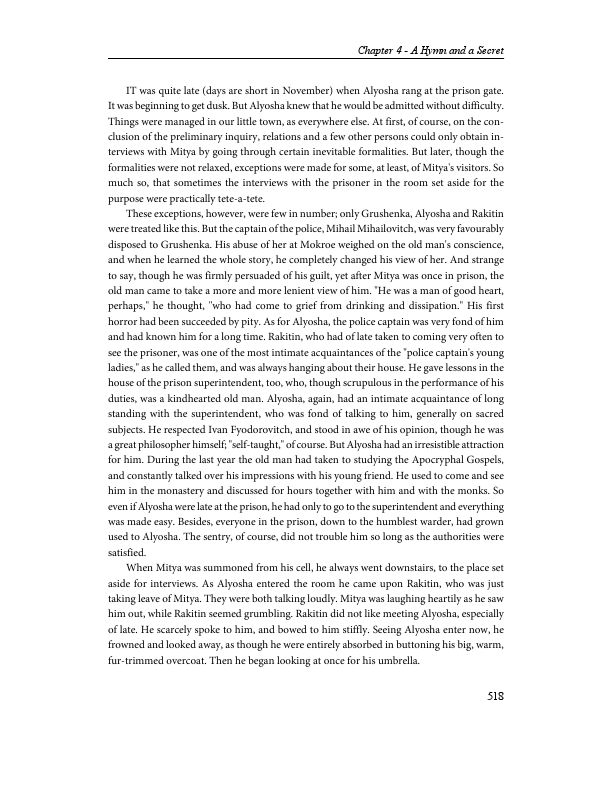 Chapter 4 - A Hymn and a Secret
IT was quite late (days are short in November) when Alyosha rang at the prison gate.
It was beginning to get dusk. But Alyosha knew that he would be admitted without difficulty.
Things were managed in our little town, as everywhere else. At first, of course, on the con-
clusion of the preliminary inquiry, relations and a few other persons could only obtain in-
terviews with Mitya by going through certain inevitable formalities. But later, though the
formalities were not relaxed, exceptions were made for some, at least, of Mitya's visitors. So
much so, that sometimes the interviews with the prisoner in the room set aside for the
purpose were practically tete-a-tete.
These exceptions, however, were few in number; only Grushenka, Alyosha and Rakitin
were treated like this. But the captain of the police, Mihail Mihailovitch, was very favourably
disposed to Grushenka. His abuse of her at Mokroe weighed on the old man's conscience,
and when he learned the whole story, he completely changed his view of her. And strange
to say, though he was firmly persuaded of his guilt, yet after Mitya was once in prison, the
old man came to take a more and more lenient view of him. "He was a man of good heart,
perhaps," he thought, "who had come to grief from drinking and dissipation." His first
horror had been succeeded by pity. As for Alyosha, the police captain was very fond of him
and had known him for a long time. Rakitin, who had of late taken to coming very often to
see the prisoner, was one of the most intimate acquaintances of the "police captain's young
ladies," as he called them, and was always hanging about their house. He gave lessons in the
house of the prison superintendent, too, who, though scrupulous in the performance of his
duties, was a kindhearted old man. Alyosha, again, had an intimate acquaintance of long
standing with the superintendent, who was fond of talking to him, generally on sacred
subjects. He respected Ivan Fyodorovitch, and stood in awe of his opinion, though he was
a great philosopher himself; "self-taught," of course. But Alyosha had an irresistible attraction
for him. During the last year the old man had taken to studying the Apocryphal Gospels,
and constantly talked over his impressions with his young friend. He used to come and see
him in the monastery and discussed for hours together with him and with the monks. So
even if Alyosha were late at the prison, he had only to go to the superintendent and everything
was made easy. Besides, everyone in the prison, down to the humblest warder, had grown
used to Alyosha. The sentry, of course, did not trouble him so long as the authorities were
satisfied.
When Mitya was summoned from his cell, he always went downstairs, to the place set
aside for interviews. As Alyosha entered the room he came upon Rakitin, who was just
taking leave of Mitya. They were both talking loudly. Mitya was laughing heartily as he saw
him out, while Rakitin seemed grumbling. Rakitin did not like meeting Alyosha, especially
of late. He scarcely spoke to him, and bowed to him stiffly. Seeing Alyosha enter now, he
frowned and looked away, as though he were entirely absorbed in buttoning his big, warm,
fur-trimmed overcoat. Then he began looking at once for his umbrella.
518